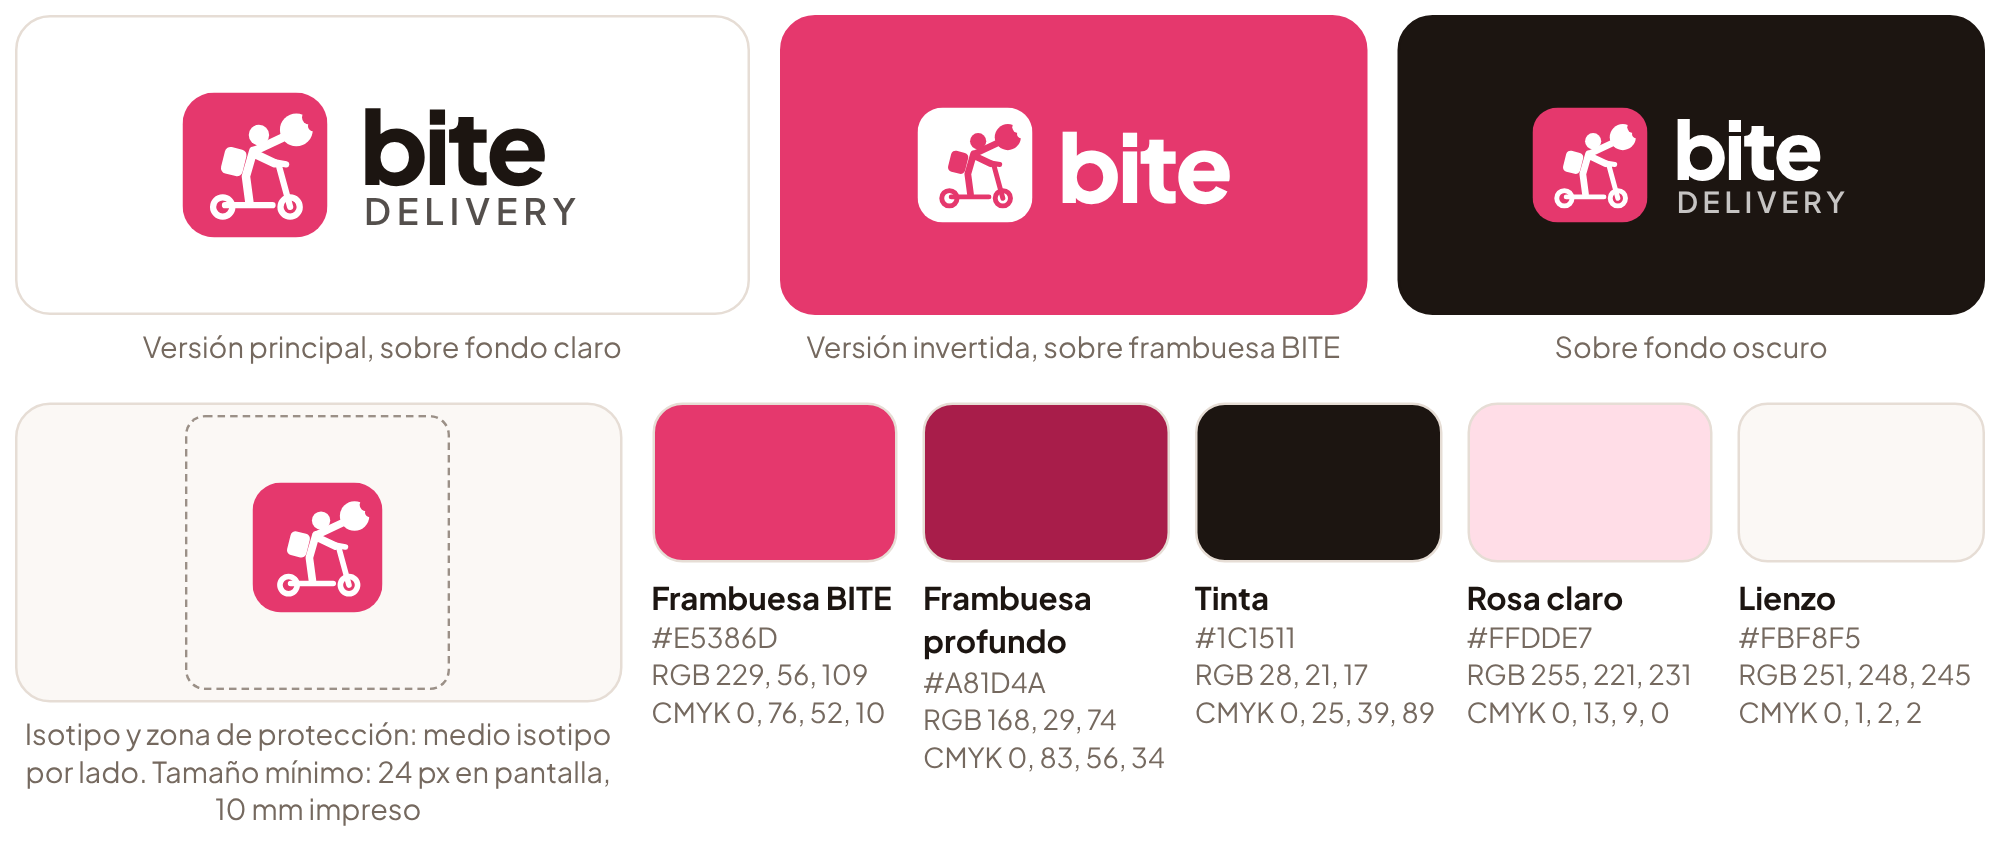 bite
DELIVERY
bite
bite
DELIVERY
Versión principal, sobre fondo claro
Versión invertida, sobre frambuesa BITE
Sobre fondo oscuro
Isotipo y zona de protección: medio isotipo
por lado. Tamaño mínimo: 24 px en pantalla,
10 mm impreso
Frambuesa BITE
#E5386D
RGB 229, 56, 109
CMYK 0, 76, 52, 10
Frambuesa
profundo
#A81D4A
RGB 168, 29, 74
CMYK 0, 83, 56, 34
Tinta
#1C1511
RGB 28, 21, 17
CMYK 0, 25, 39, 89
Rosa claro
#FFDDE7
RGB 255, 221, 231
CMYK 0, 13, 9, 0
Lienzo
#FBF8F5
RGB 251, 248, 245
CMYK 0, 1, 2, 2